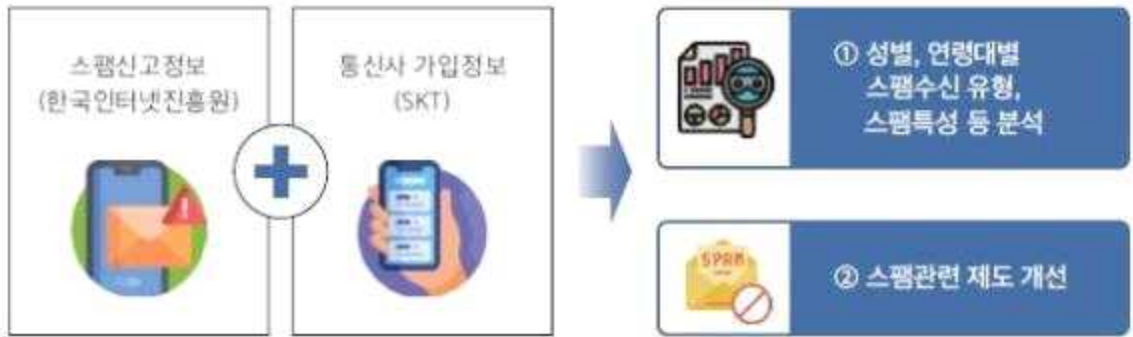 스팸신고정보
(한국인터넷진흥원)
통신사 가입정보
(SKT)
① 성별, 연령대별
스팸수신 유형,
스팸특성 등 분석
SPAM
② 스팸관련 제도 개선